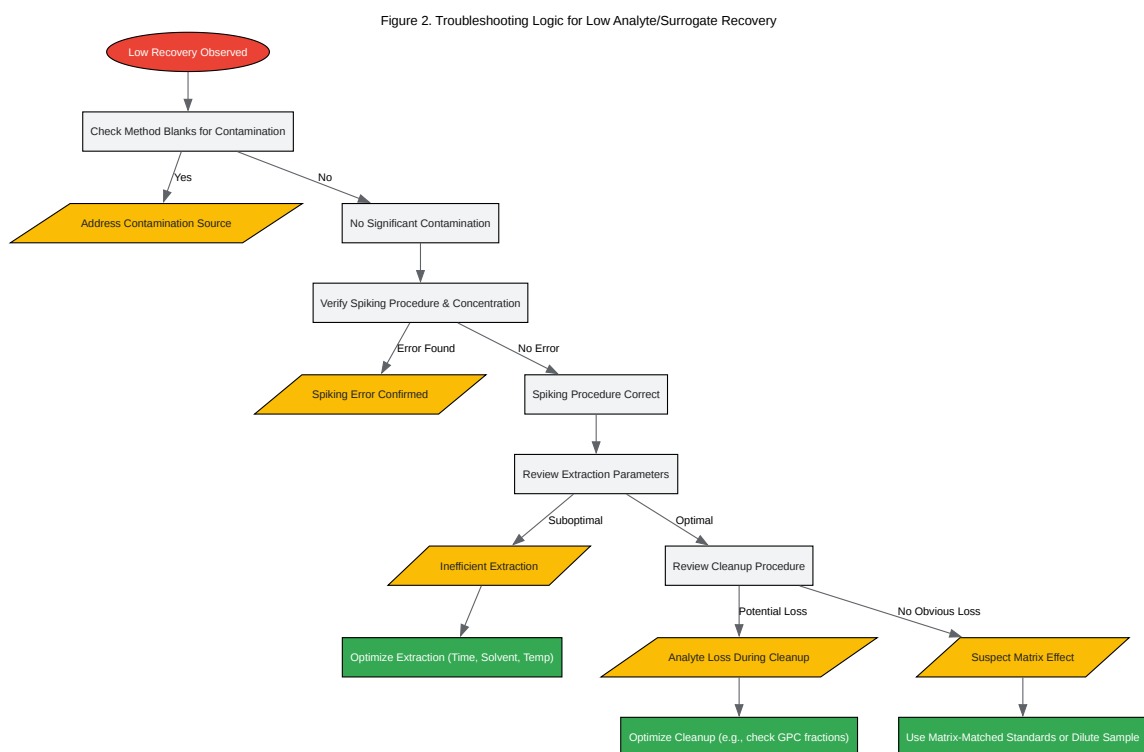 Figure 2. Troubleshooting Logic for Low Analyte/Surrogate Recovery
Low Recovery Observed
Check Method Blanks for Contamination
Yes
No
Address Contamination Source
No Significant Contamination
Verify Spiking Procedure & Concentration
Error Found
No Error
Spiking Error Confirmed
Spiking Procedure Correct
Review Extraction Parameters
Suboptimal
Optimal
Inefficient Extraction
Review Cleanup Procedure
Potential Loss
No Obvious Loss
Optimize Extraction (Time, Solvent, Temp)
Analyte Loss During Cleanup
Suspect Matrix Effect
Optimize Cleanup (e.g., check GPC fractions)
Use Matrix-Matched Standards or Dilute Sample